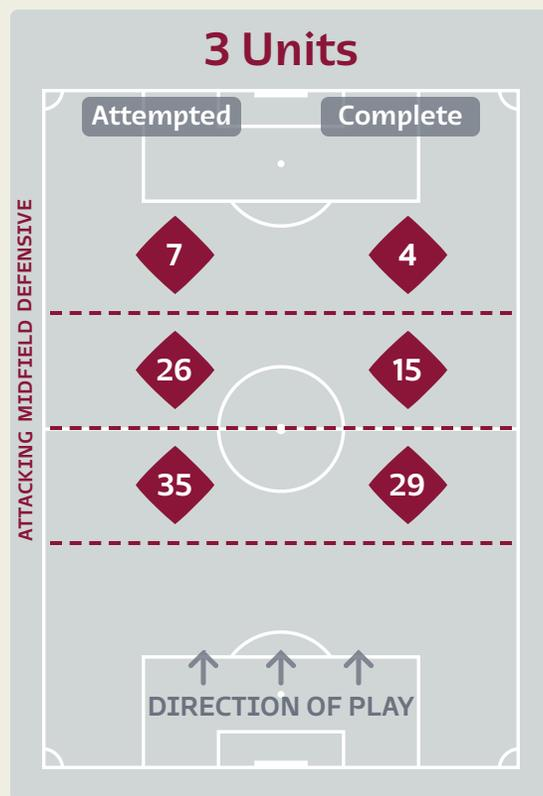 3 Units
Attempted Complete
ATTACKING MIDFIELD DEFENSIVE
7 4
26 15
35 29
DIRECTION OF PLAY